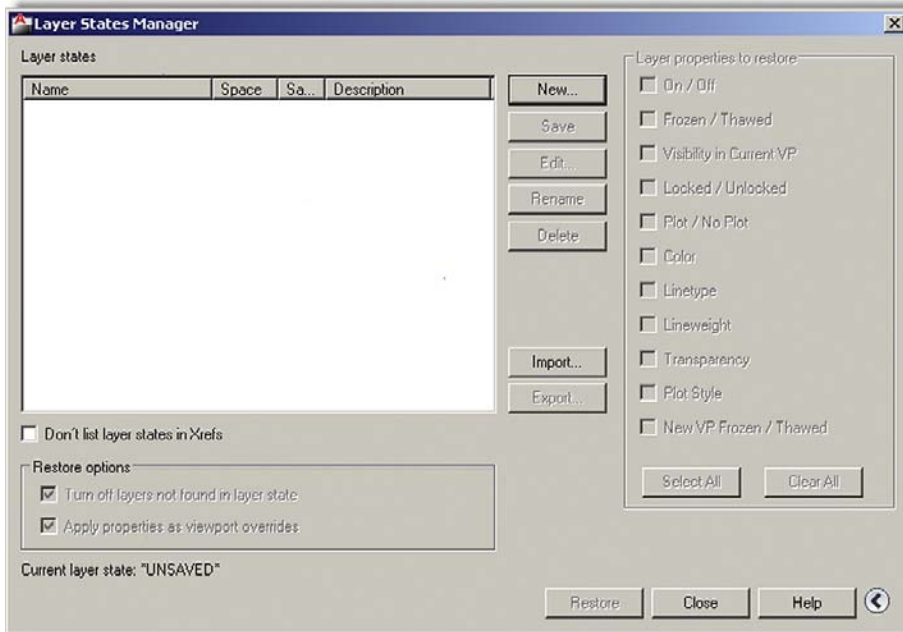 Layer States Manager
Layer states
Name Space Sa... Description
New...
Save
Edit...
Rename
Delete
Import...
Export...
Don't list layer states in Xrefs
Restore options
Turn off layers not found in layer state
Apply properties as viewport overrides
Current layer state: "UNSAVED"
Layer properties to restore
On / Off
Frozen / Thawed
Visibility in Current VP
Locked / Unlocked
Plot / No Plot
Color
Linetype
Lineweight
Transparency
Plot Style
New VP Frozen / Thawed
Select All Clear All
Restore Close Help